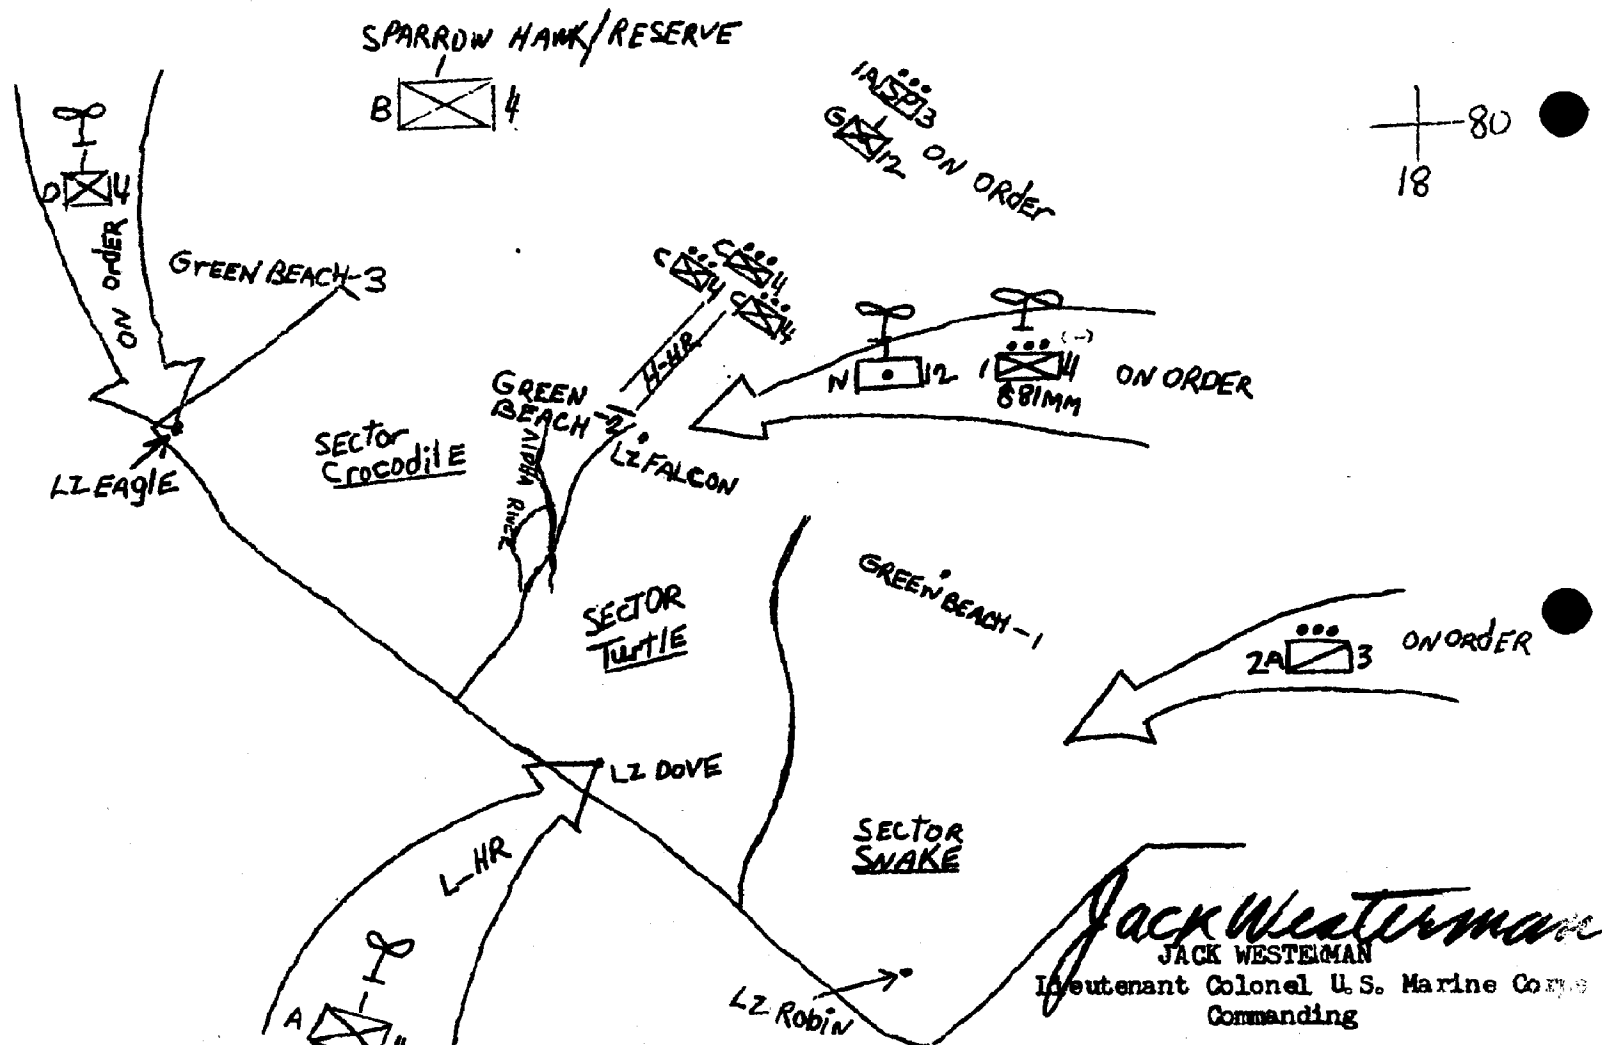 SPARROW HAWK/RESERVE
B 4
1A SP 3
G 12
ON ORdEr
80
18
D 4
ON OrdER
GrEEN BEACH-3
C 4
C 4
C 4
H-HR
N 12
1 4 (-)
81MM
ON ORDER
GREEN
BEACH-2
LZ FALCON
SECTor
CrocodilE
LZ EAglE
AlPHA RIVER
GREEN BEACH-1
SECTOR
TurtlE
2A 3
ON ORdER
LZ DOVE
SECTOR
SNAKE
L-HR
A 4
LZ RobiN
Jack Westerman
JACK WESTERMAN
Lieutenant Colonel U.S. Marine Corps
Commanding